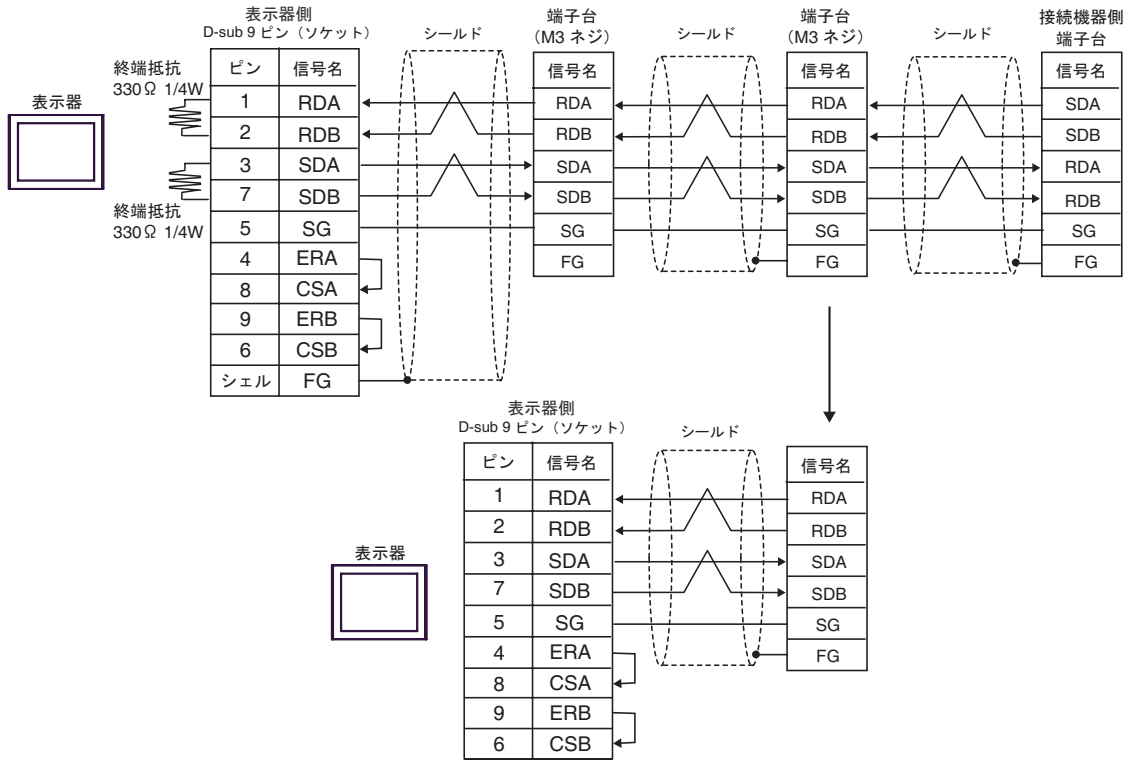 表示器側
D-sub 9 ピン（ソケット）
シールド
端子台
（M3 ネジ）
シールド
端子台
（M3 ネジ）
シールド
接続機器側
端子台
終端抵抗
330Ω 1/4W
終端抵抗
330Ω 1/4W
表示器
ピン 信号名
1 RDA
2 RDB
3 SDA
7 SDB
5 SG
4 ERA
8 CSA
9 ERB
6 CSB
シェル FG
信号名
RDA
RDB
SDA
SDB
SG
FG
信号名
RDA
RDB
SDA
SDB
SG
FG
信号名
SDA
SDB
RDA
RDB
SG
FG
表示器側
D-sub 9 ピン（ソケット）
シールド
表示器
ピン 信号名
1 RDA
2 RDB
3 SDA
7 SDB
5 SG
4 ERA
8 CSA
9 ERB
6 CSB
信号名
RDA
RDB
SDA
SDB
SG
FG